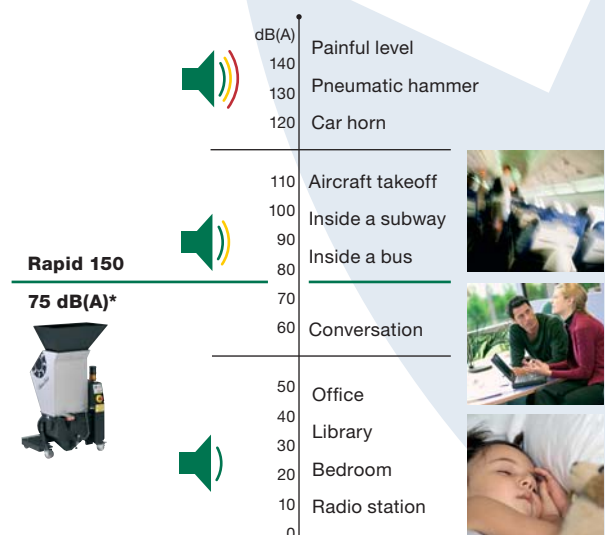 dB(A)
Painful level
140
Pneumatic hammer
130
120 Car horn
110 Aircraft takeoff
100 Inside a subway
90 Inside a bus
Rapid 150
80
75 dB(A)*
70
60 Conversation
50 Office
40
Library
30
20 Bedroom
10 Radio station
0